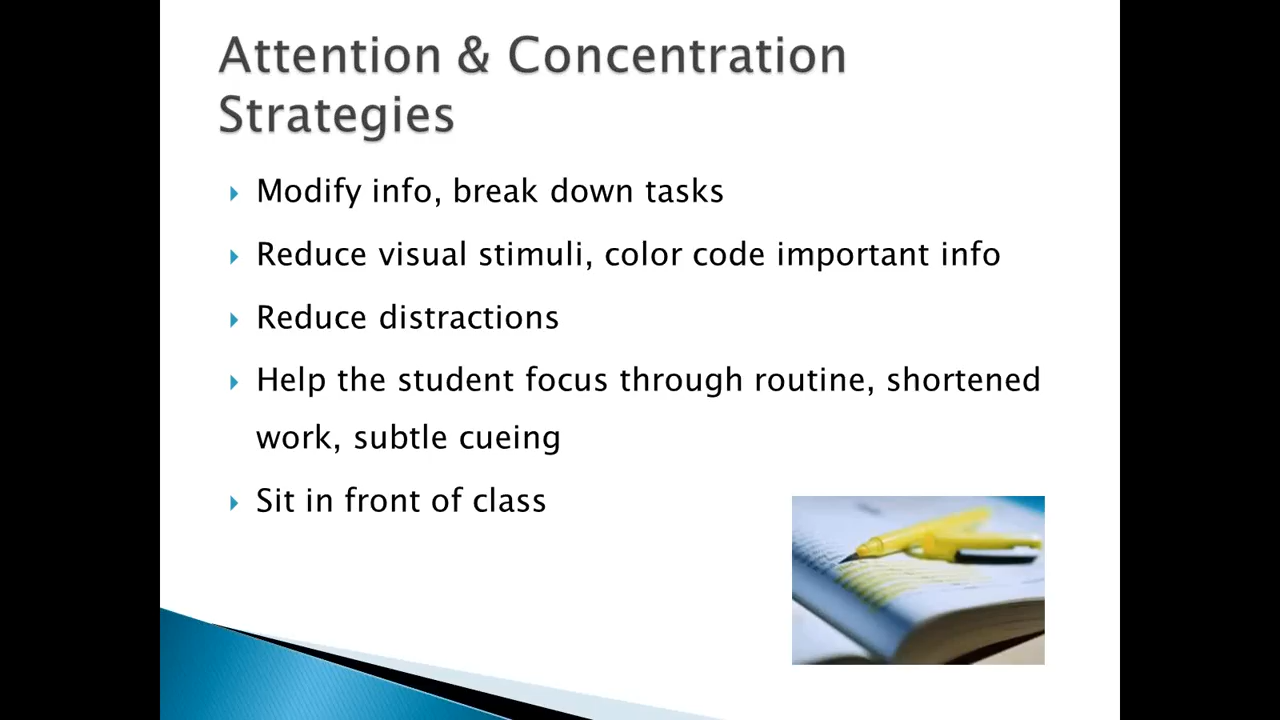 Attention & Concentration
Strategies
Modify info, break down tasks
Reduce visual stimuli, color code important info
Reduce distractions
Help the student focus through routine, shortened
work, subtle cueing
Sit in front of class